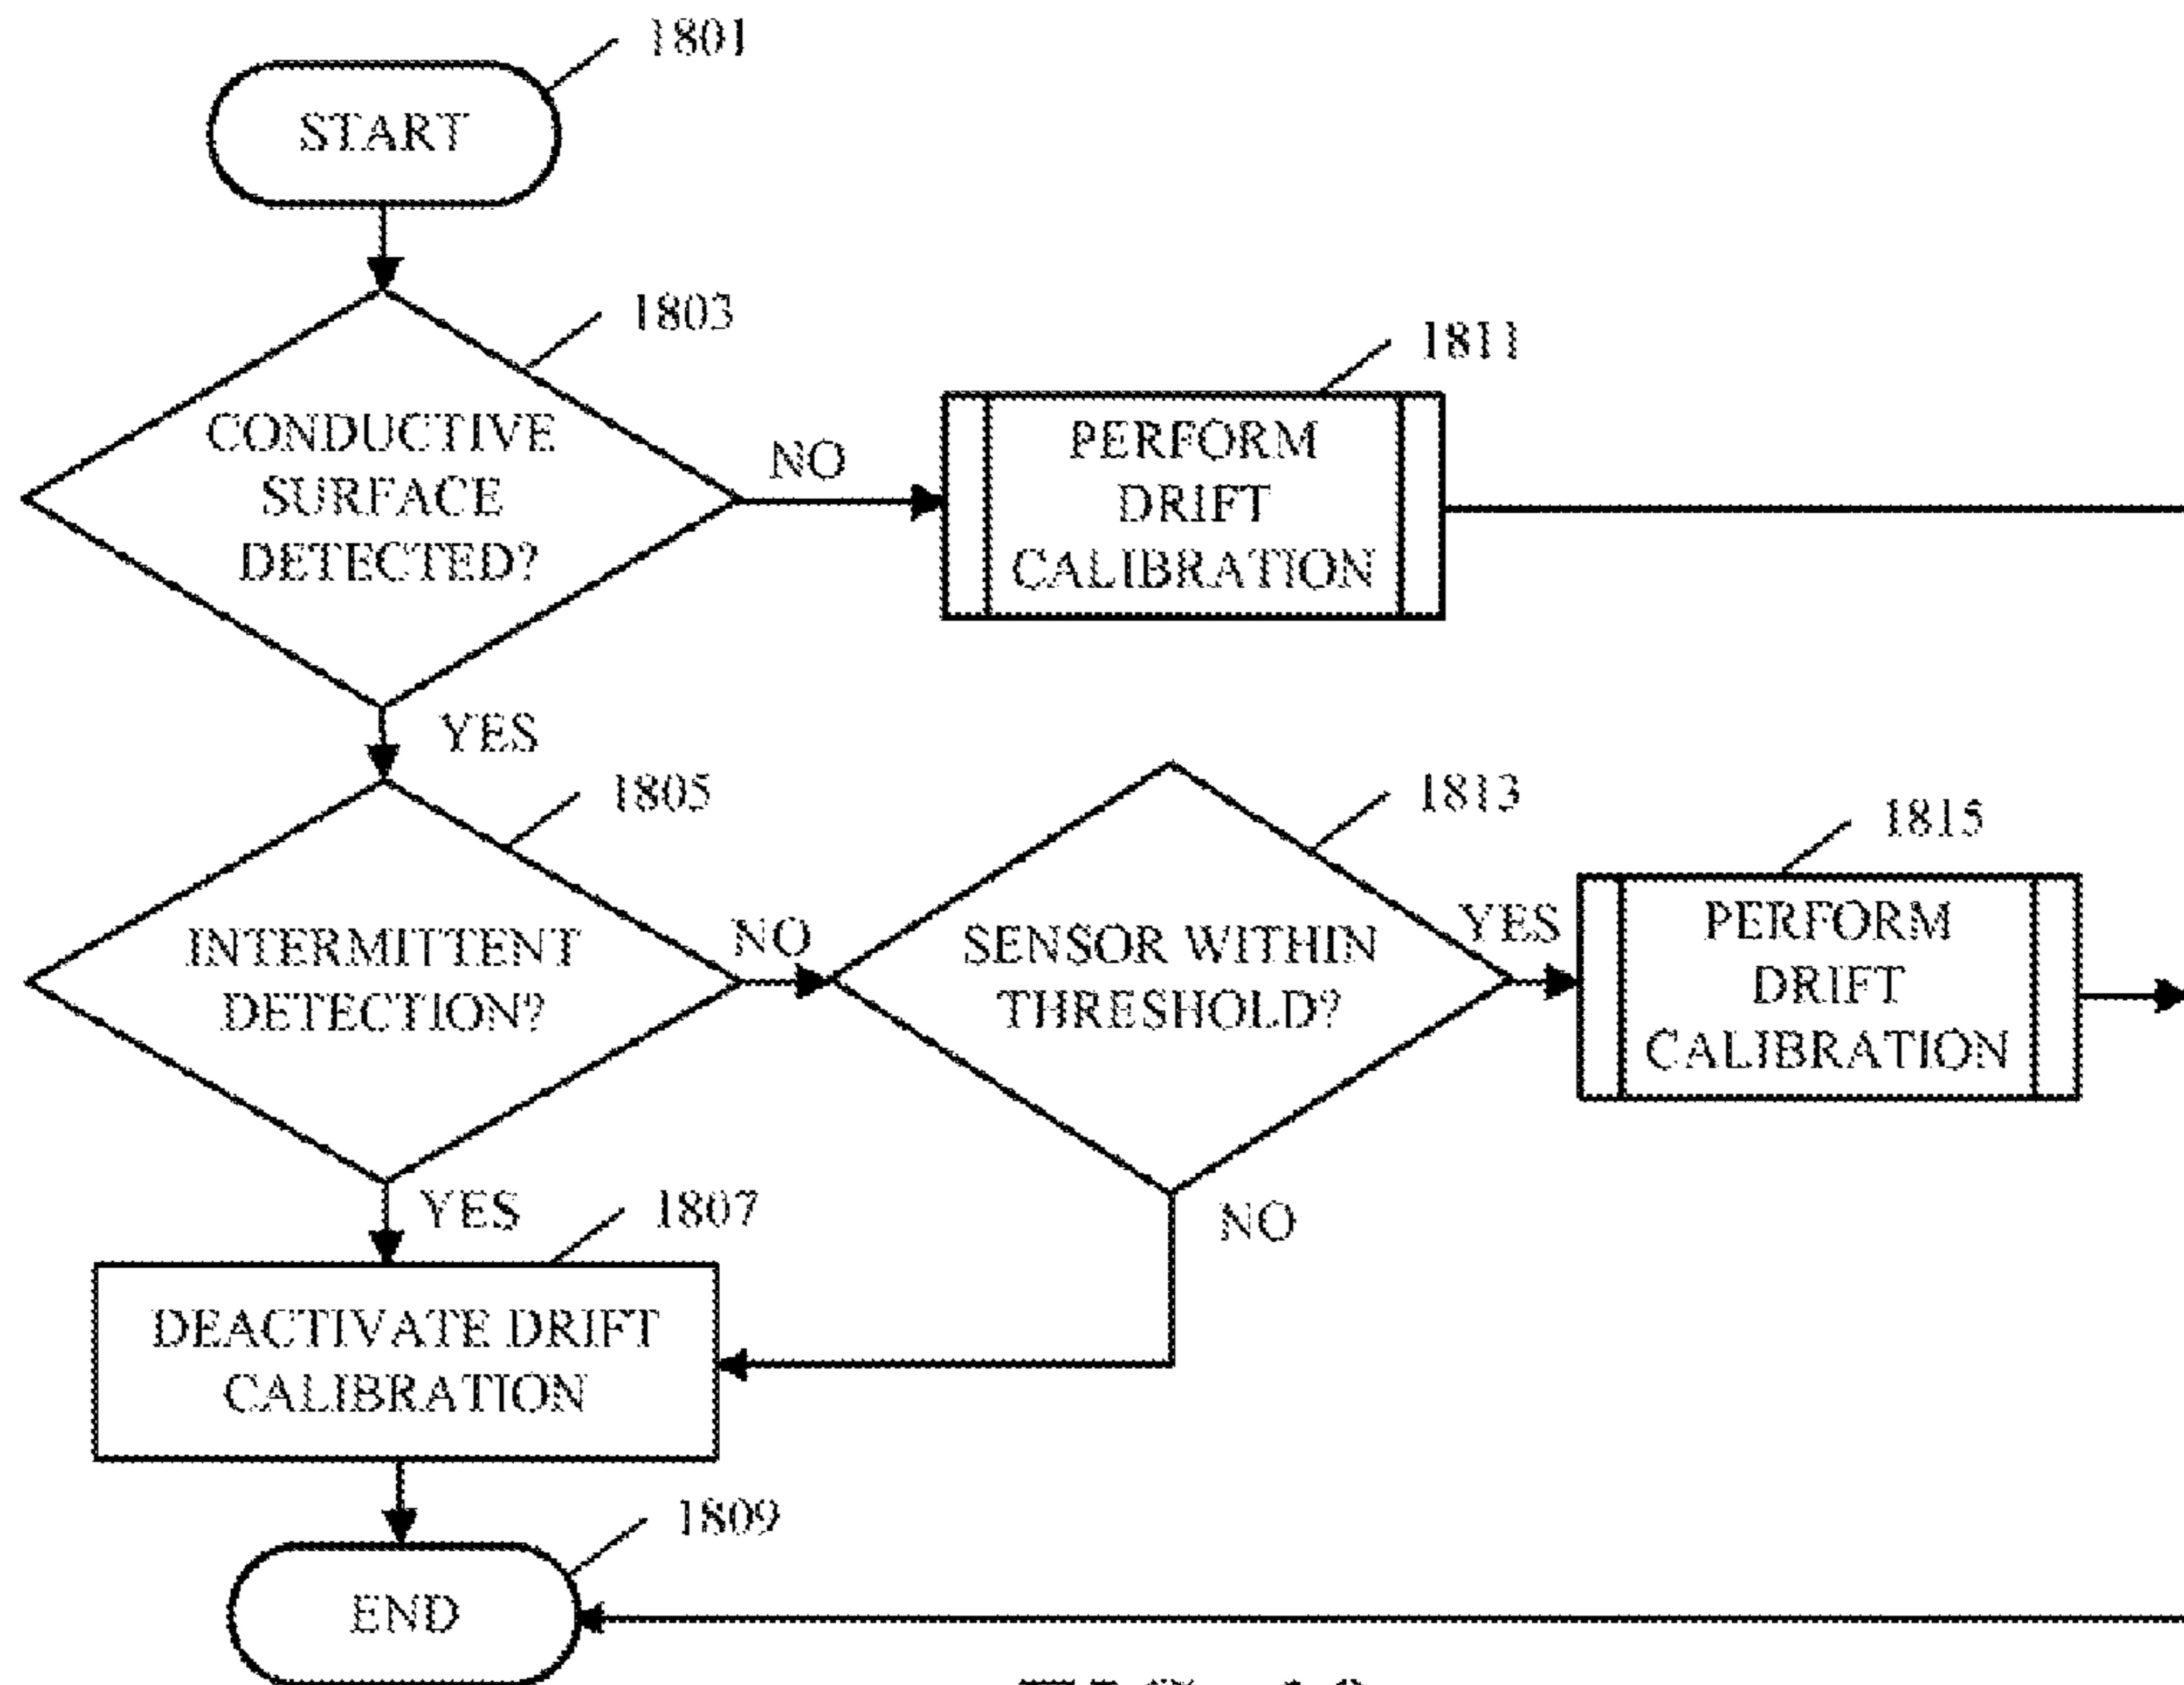 1801
START
1803
CONDUCTIVE
SURFACE
DETECTED?
NO
1811
PERFORM
DRIFT
CALIBRATION
YES
1805
INTERMITTENT
DETECTION?
NO
1813
SENSOR WITHIN
THRESHOLD?
YES
1815
PERFORM
DRIFT
CALIBRATION
YES
1807
NO
DEACTIVATE DRIFT
CALIBRATION
1809
END